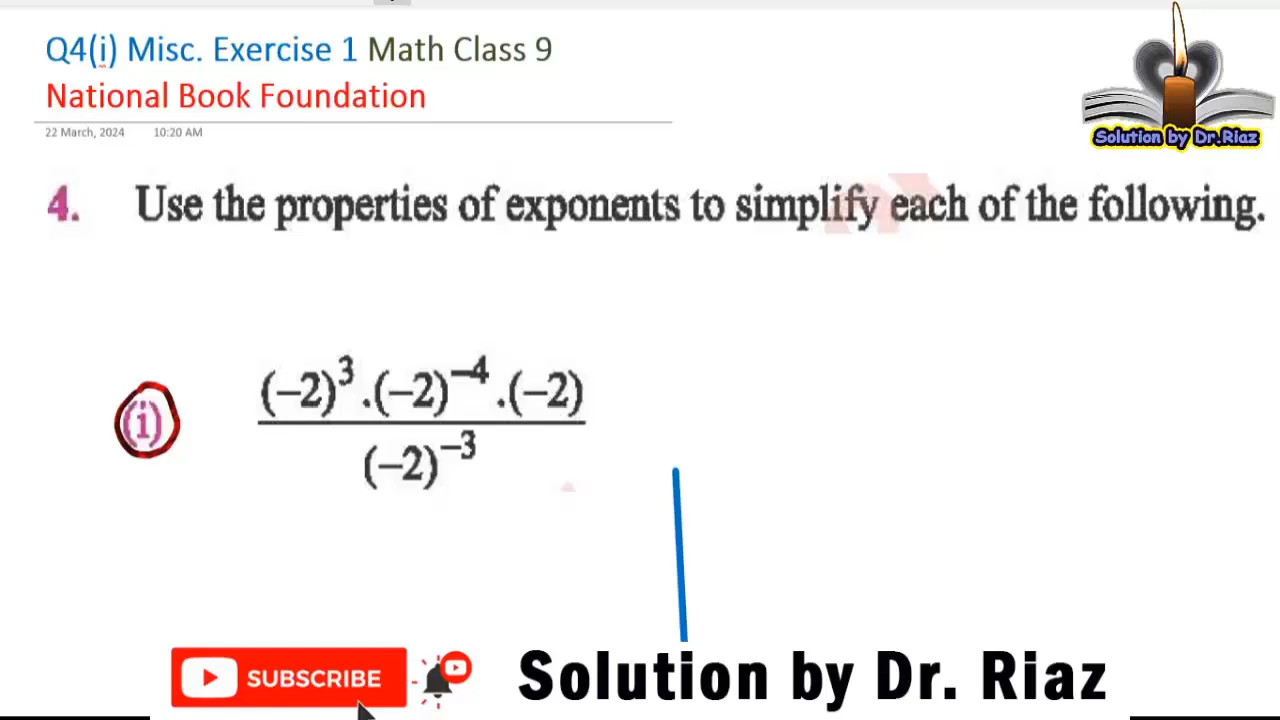 Q4(i) Misc. Exercise 1 Math Class 9
National Book Foundation
22 March, 2024 10:20 AM
Solution by Dr.Riaz
4. Use the properties of exponents to simplify each of the following.
(i) (−2)³ .(−2)⁻⁴ .(−2)
(−2)⁻³
SUBSCRIBE
Solution by Dr. Riaz